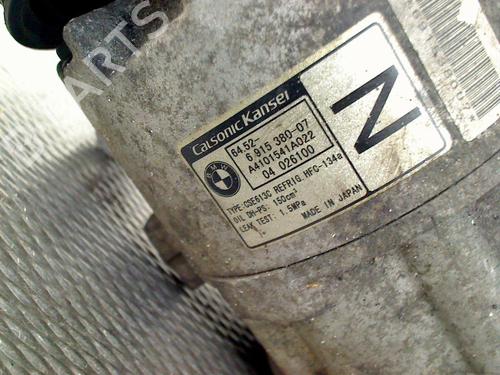 PARTS
Calsonic Kansei
64.52-
6 915 380-07
A4101541A022
04 026100
TYPE: CSE613C REFRIG. HFC-134a
OIL DH-PS: 150cm³
LEAK TEST: 1.5MPa
MADE IN JAPAN
N